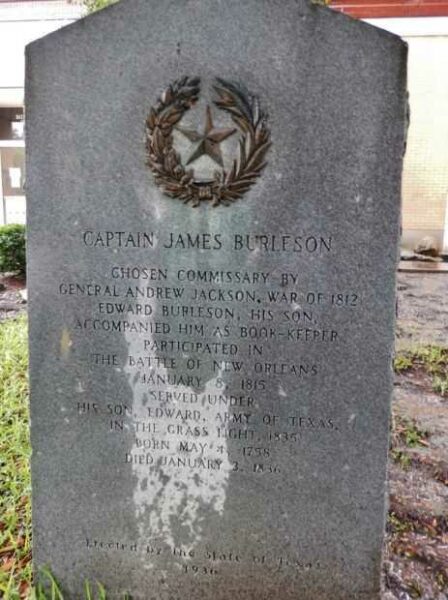 CAPTAIN JAMES BURLESON
CHOSEN COMMISSARY BY
GENERAL ANDREW JACKSON, WAR OF 1812
EDWARD BURLESON, HIS SON,
ACCOMPANIED HIM AS BOOK-KEEPER
PARTICIPATED IN
THE BATTLE OF NEW ORLEANS
JANUARY 8, 1815
SERVED UNDER
HIS SON, EDWARD, ARMY OF TEXAS,
IN THE GRASS FIGHT, 1835
BORN MAY 4, 1758
DIED JANUARY 3, 1836
Erected by the State of Texas
1936